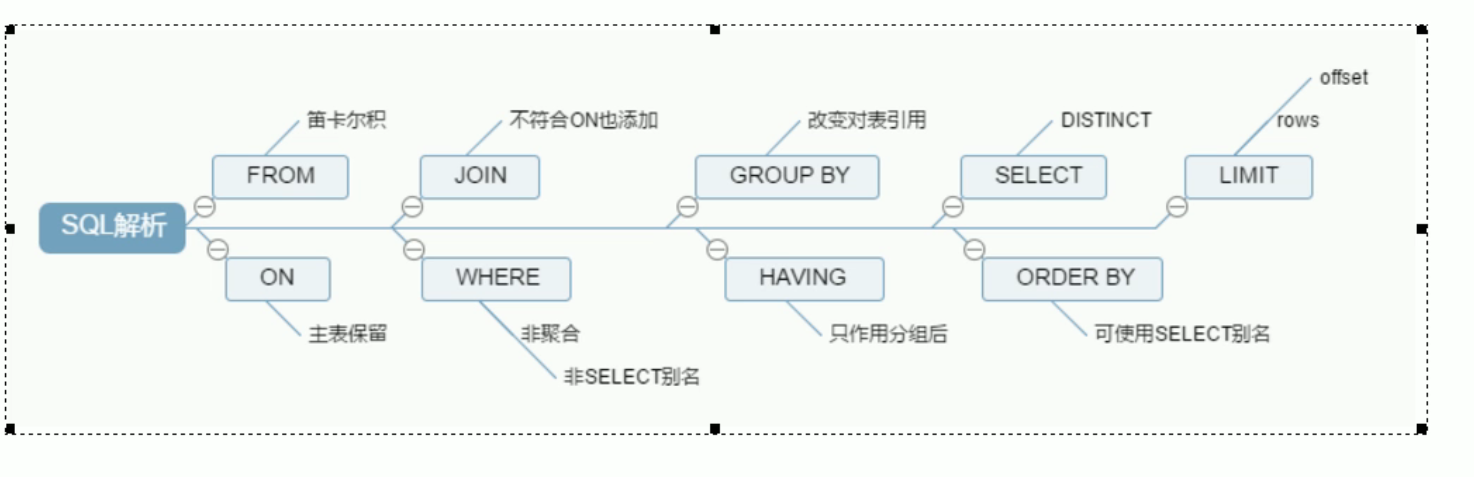 offset
笛卡尔积
不符合ON也添加
改变对表引用
DISTINCT
rows
FROM
JOIN
GROUP BY
SELECT
LIMIT
SQL解析
ON
WHERE
HAVING
ORDER BY
主表保留
非聚合
只作用分组后
可使用SELECT别名
非SELECT别名